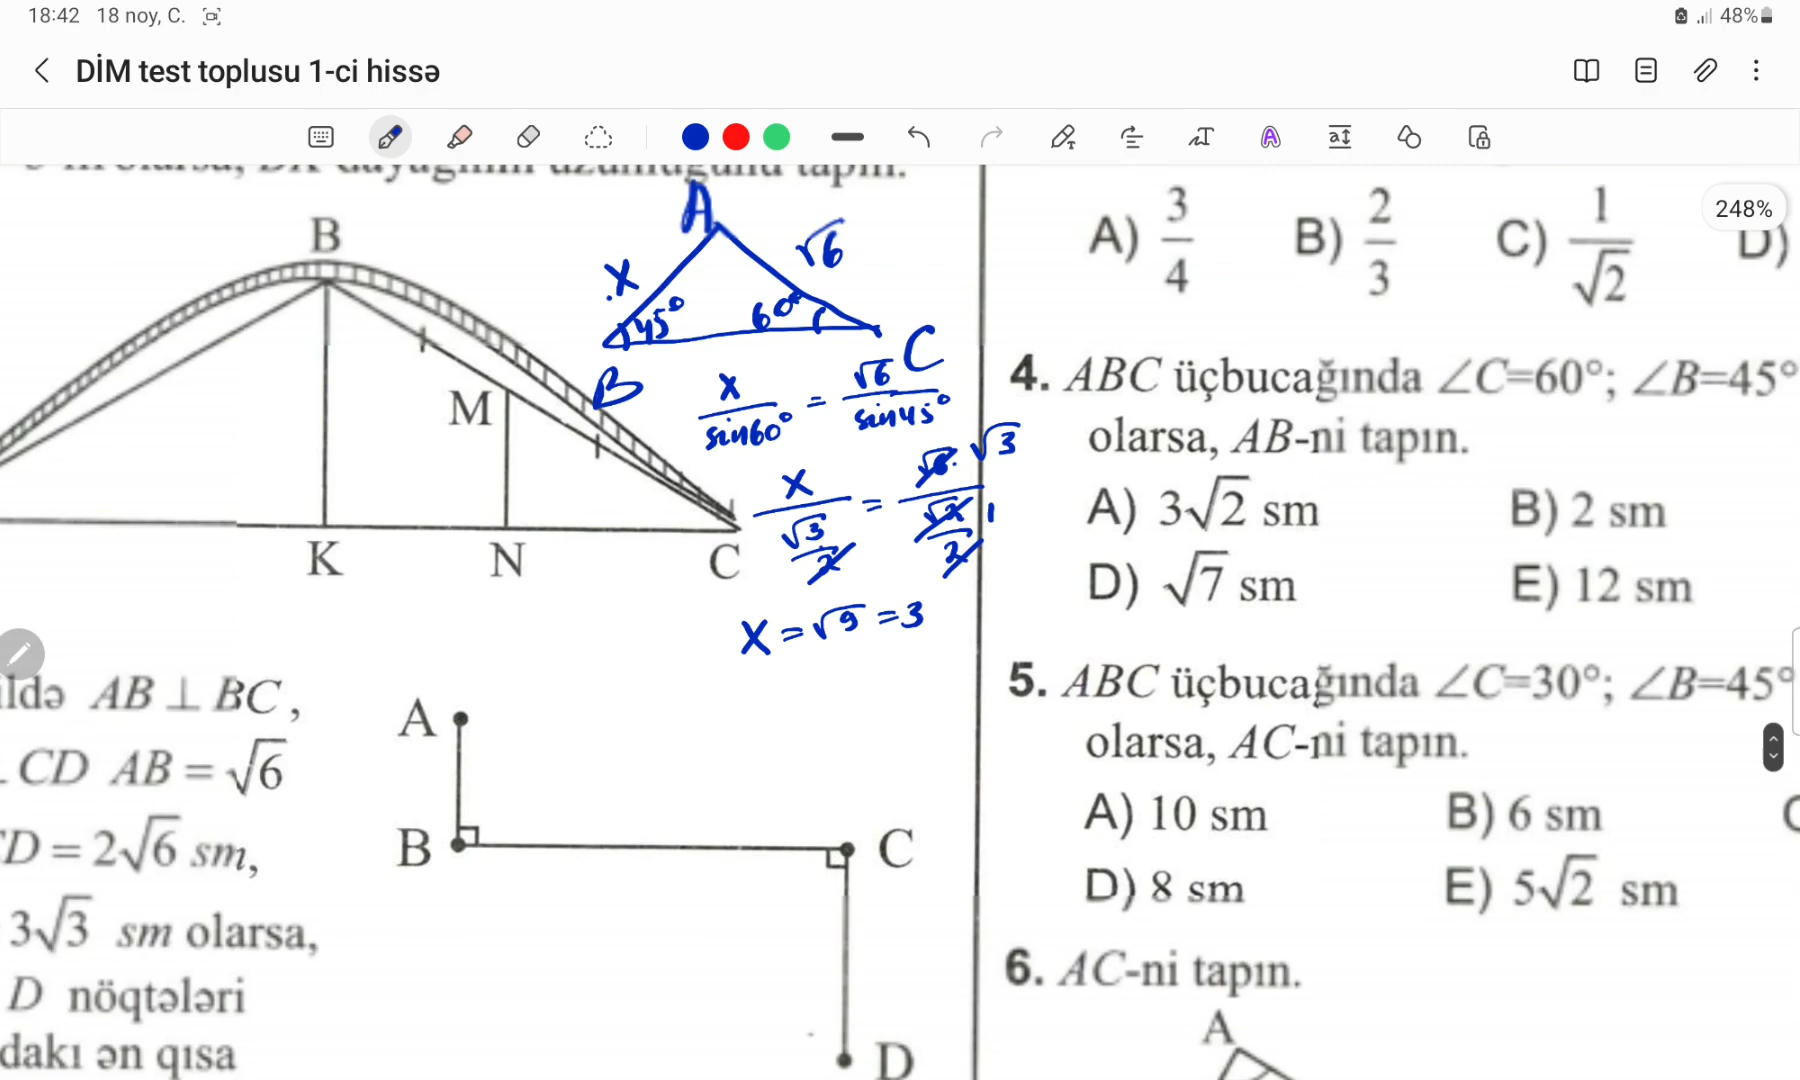 18:42 18 noy, C.
48%
DİM test toplusu 1-ci hissə
248%
olarsa, uzunluğunu tapın.
B
M
K
N
C
A
x
√6
45°
60°
B
C
x/sin60° = √6/sin45°
x/(√3/2) = √6·√3/(√2/2) 1
x = √9 = 3
AB ⊥ BC,
CD AB = √6
D = 2√6 sm,
3√3 sm olarsa,
D nöqtələri
ən qısa
A
B
C
D
A) 3/4 B) 2/3 C) 1/√2 D)
4. ABC üçbucağında ∠C=60°; ∠B=45°
olarsa, AB-ni tapın.
A) 3√2 sm B) 2 sm
D) √7 sm E) 12 sm
5. ABC üçbucağında ∠C=30°; ∠B=45°
olarsa, AC-ni tapın.
A) 10 sm B) 6 sm
D) 8 sm E) 5√2 sm
6. AC-ni tapın.
A